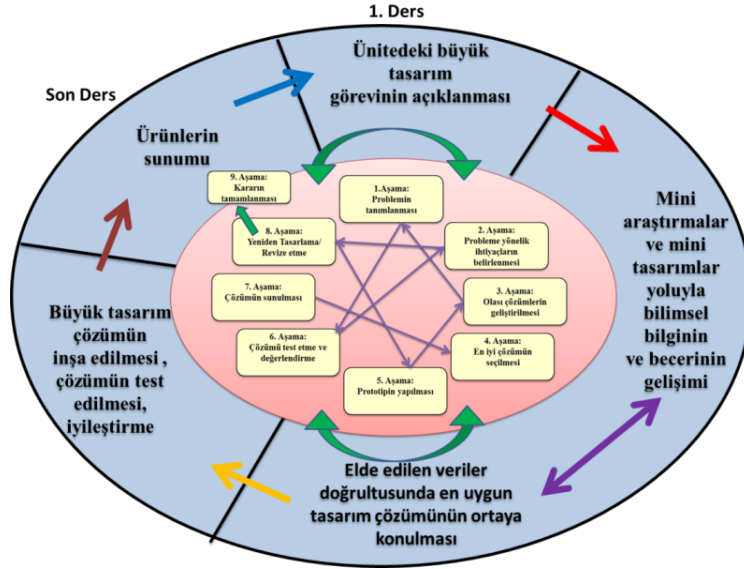 1. Ders
Ünitedeki büyük
tasarım
görevinin açıklanması
Son Ders
Ürünlerin
sunumu
Mini
araştırmalar
ve mini
tasarımlar
yoluyla
bilimsel
bilginin
ve becerinin
gelişimi
Büyük tasarım
çözümün
inşa edilmesi ,
çözümün test
edilmesi,
iyileştirme
Elde edilen veriler
doğrultusunda en uygun
tasarım çözümünün ortaya
konulması
1.Aşama:
Problemin
tanımlanması
2. Aşama:
Probleme yönelik
ihtiyaçların
belirlenmesi
3. Aşama:
Olası çözümlerin
geliştirilmesi
4. Aşama:
En iyi çözümün
seçilmesi
5. Aşama:
Prototipin yapılması
6. Aşama:
Çözümü test etme ve
değerlendirme
7. Aşama:
Çözümün sunulması
8. Aşama:
Yeniden Tasarlama/
Revize etme
9. Aşama:
Kararın
tamamlanması